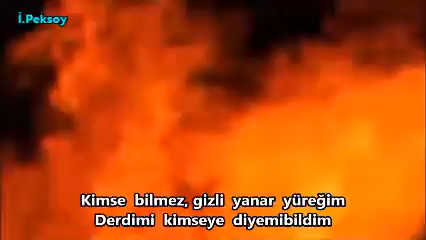 İ.Peksoy
Kimse bilmez, gizli yanar yüreğim
Derdimi kimseye diyemibildim